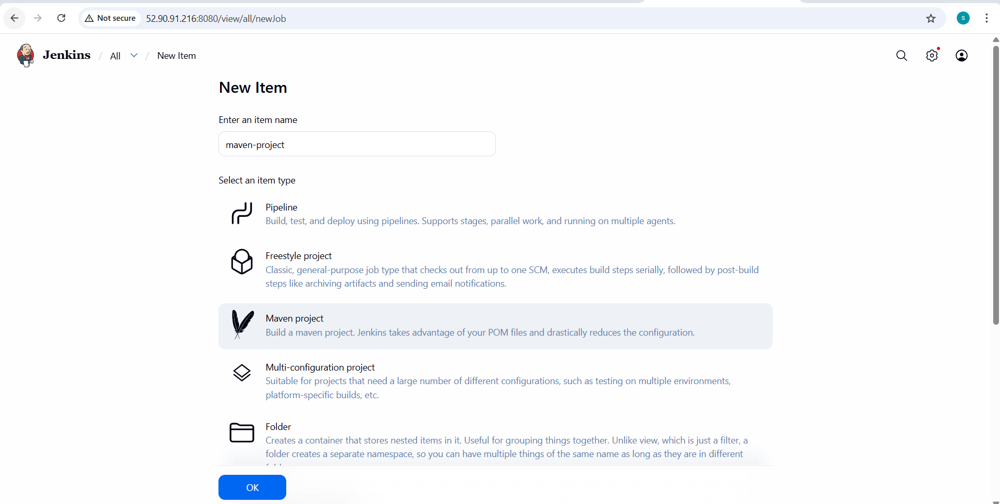 Not secure 52.90.91.216:8080/view/all/newJob
S
Jenkins / All / New Item
New Item
Enter an item name
maven-project
Select an item type
Pipeline
Build, test, and deploy using pipelines. Supports stages, parallel work, and running on multiple agents.
Freestyle project
Classic, general-purpose job type that checks out from up to one SCM, executes build steps serially, followed by post-build
steps like archiving artifacts and sending email notifications.
Maven project
Build a maven project. Jenkins takes advantage of your POM files and drastically reduces the configuration.
Multi-configuration project
Suitable for projects that need a large number of different configurations, such as testing on multiple environments,
platform-specific builds, etc.
Folder
Creates a container that stores nested items in it. Useful for grouping things together. Unlike view, which is just a filter, a
folder creates a separate namespace, so you can have multiple things of the same name as long as they are in different
OK